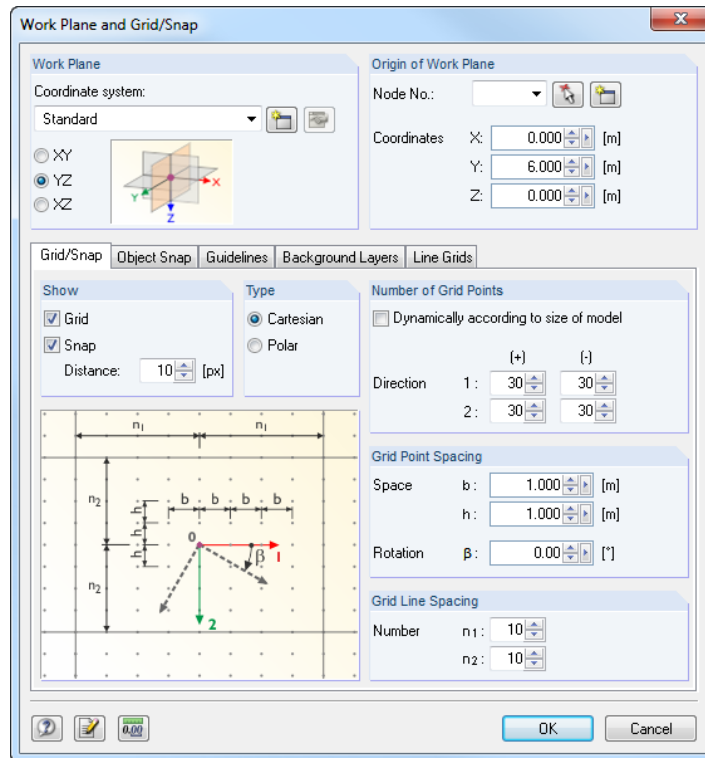 Work Plane and Grid/Snap
Work Plane
Coordinate system:
Standard
XY
YZ
XZ
X
Y
Z
Origin of Work Plane
Node No.:
Coordinates X: 0.000 [m]
Y: 6.000 [m]
Z: 0.000 [m]
Grid/Snap Object Snap Guidelines Background Layers Line Grids
Show
Grid
Snap
Distance: 10 [px]
Type
Cartesian
Polar
Number of Grid Points
Dynamically according to size of model
(+) (-)
Direction 1 : 30 30
2 : 30 30
n1 n1
n2
b b b b
h
h
h
0
β
1
n2
2
Grid Point Spacing
Space b : 1.000 [m]
h : 1.000 [m]
Rotation β : 0.00 [°]
Grid Line Spacing
Number n1 : 10
n2 : 10
0.00
OK Cancel